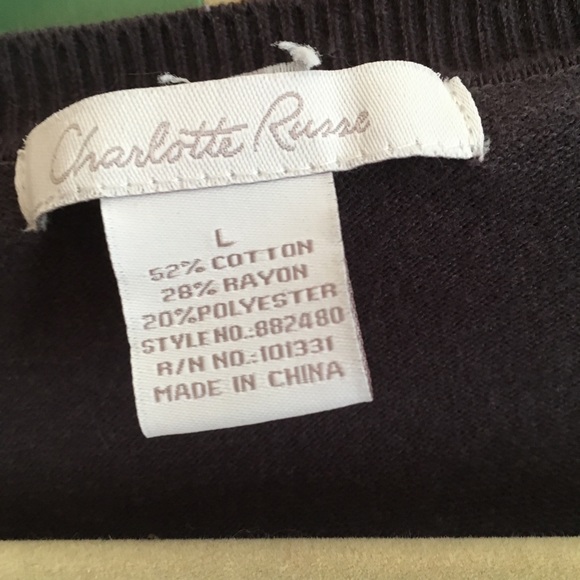 Charlotte Russe
L
52% COTTON
28% RAYON
20%POLYESTER
STYLE NO.:882480
R/N NO.:101331
MADE IN CHINA